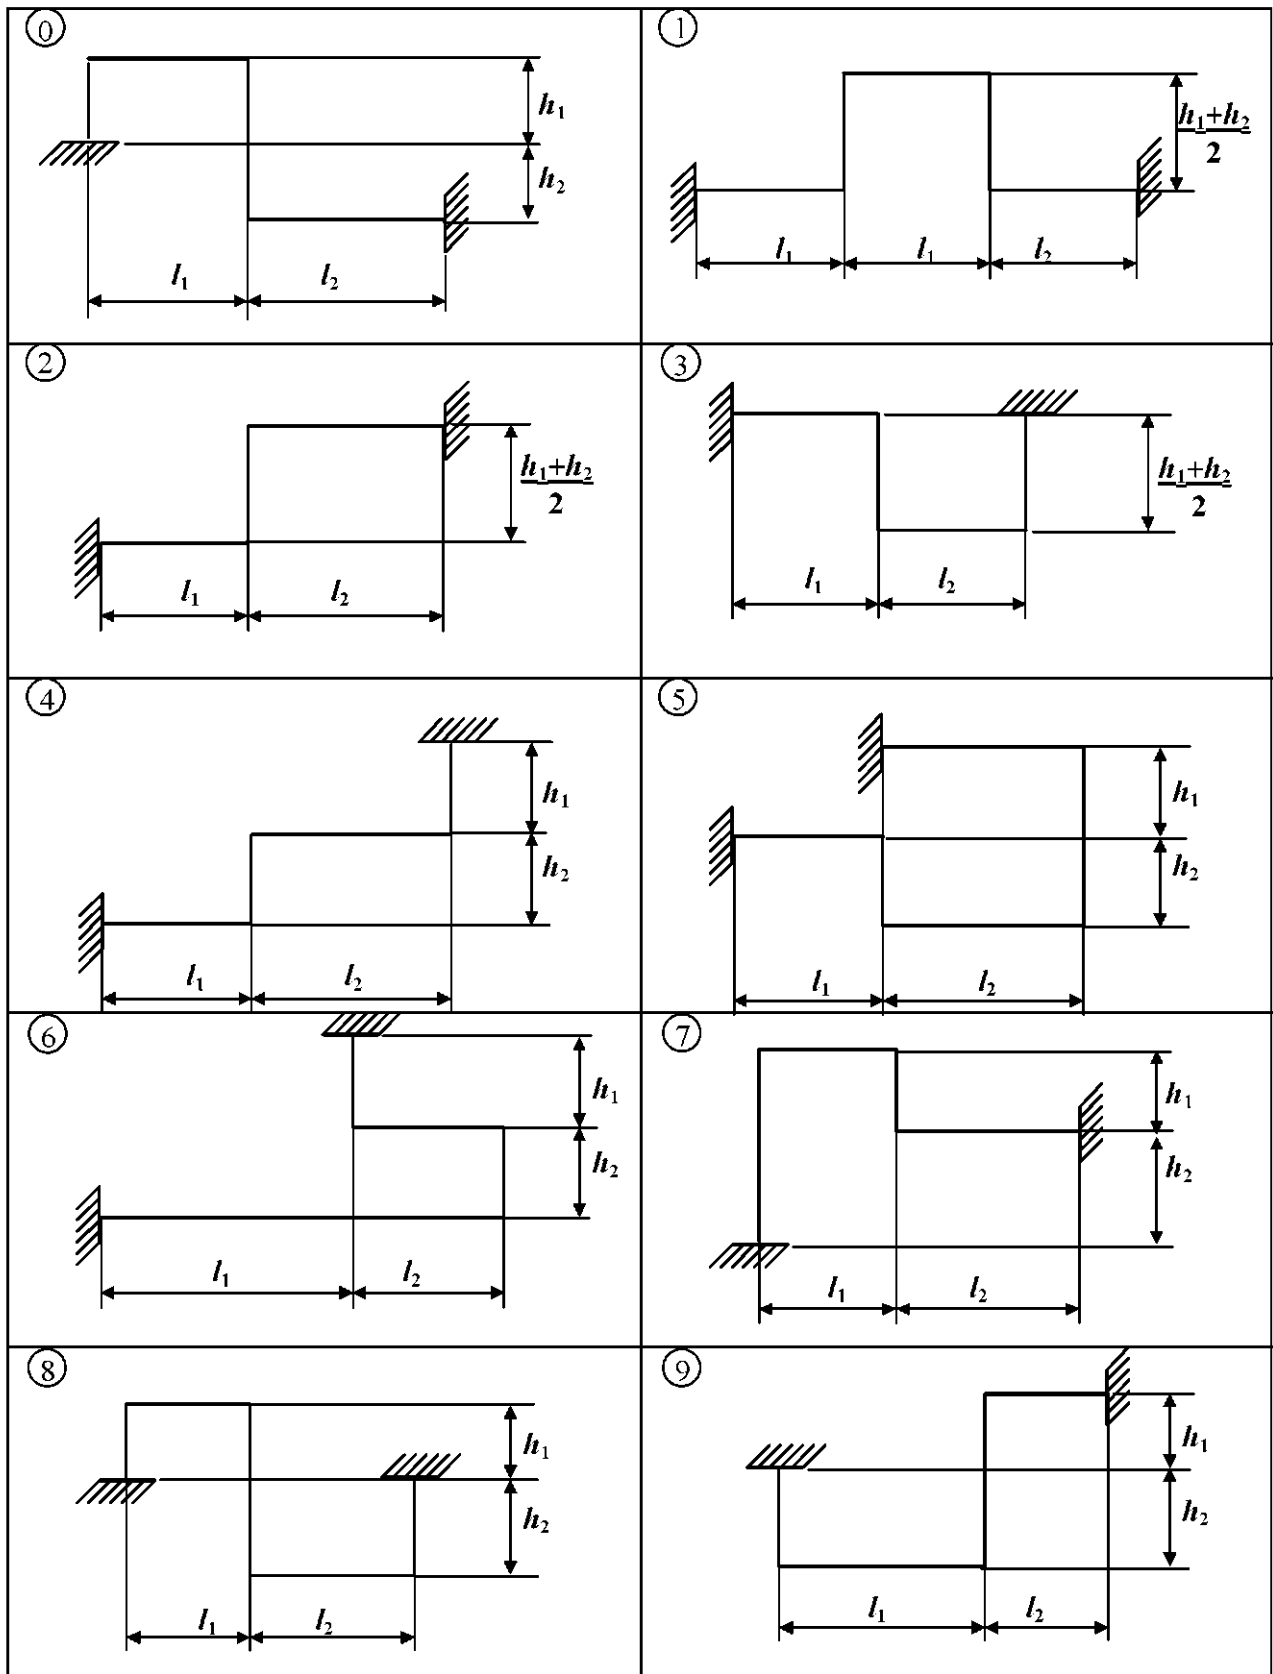 0
h₁
h₂
l₁ l₂
1
h₁+h₂
2
l₁ l₁ l₂
2
h₁+h₂
2
l₁ l₂
3
h₁+h₂
2
l₁ l₂
4
h₁
h₂
l₁ l₂
5
h₁
h₂
l₁ l₂
6
h₁
h₂
l₁ l₂
7
h₁
h₂
l₁ l₂
8
h₁
h₂
l₁ l₂
9
h₁
h₂
l₁ l₂